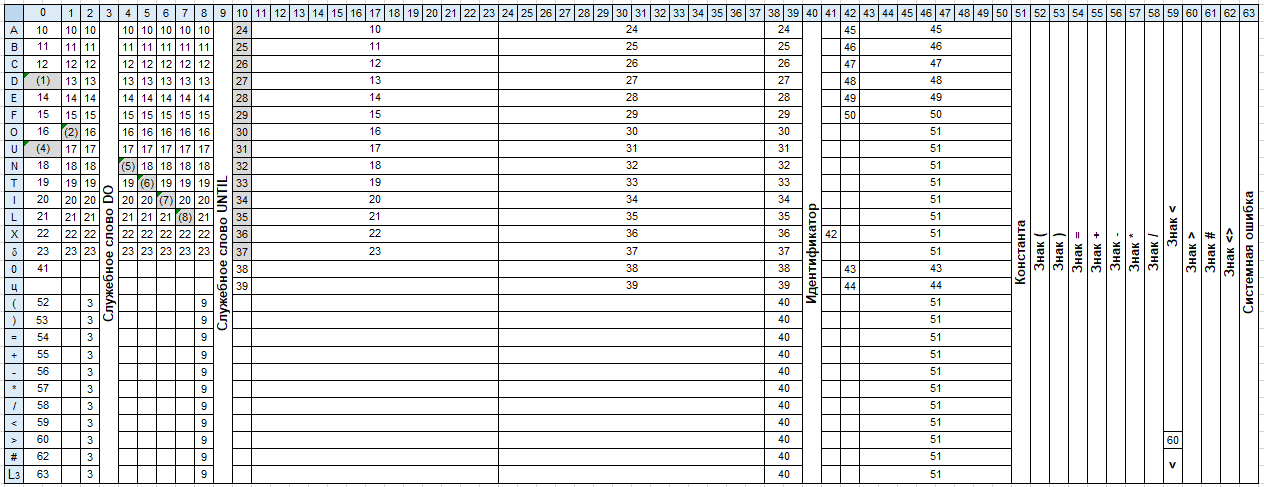 0 1 2 3 4 5 6 7 8 9 10 11 12 13 14 15 16 17 18 19 20 21 22 23 24 25 26 27 28 29 30 31 32 33 34 35 36 37 38 39 40 41 42 43 44 45 46 47 48 49 50 51 52 53 54 55 56 57 58 59 60 61 62 63
A 10 10 10 10 10 10 10 10 24 10 24 24 45 45
B 11 11 11 11 11 11 11 11 25 11 25 25 46 46
C 12 12 12 12 12 12 12 12 26 12 26 26 47 47
D (1) 13 13 13 13 13 13 13 27 13 27 27 48 48
E 14 14 14 14 14 14 14 14 28 14 28 28 49 49
F 15 15 15 15 15 15 15 15 29 15 29 29 50 50
O 16 (2) 16 16 16 16 16 16 30 16 30 30 51
U (4) 17 17 17 17 17 17 17 31 17 31 31 51
N 18 18 18 (5) 18 18 18 18 32 18 32 32 51
T 19 19 19 19 (6) 19 19 19 33 19 33 33 51
I 20 20 20 20 20 (7) 20 20 34 20 34 34 51
L 21 21 21 21 21 21 (8) 21 35 21 35 35 51
X 22 22 22 22 22 22 22 22 36 22 36 36 42 51
δ 23 23 23 23 23 23 23 23 37 23 37 37 51
0 41 38 38 38 43 43
ц 39 39 39 44 44
( 52 3 9 40 51
) 53 3 9 40 51
= 54 3 9 40 51
+ 55 3 9 40 51
- 56 3 9 40 51
* 57 3 9 40 51
/ 58 3 9 40 51
< 59 3 9 40 51
> 60 3 9 40 51 60
# 62 3 9 40 51
Lз 63 3 9 40 51
Служебное слово DO
Служебное слово UNTIL
Идентификатор
Константа
Знак (
Знак )
Знак =
Знак +
Знак -
Знак *
Знак /
Знак <
<
Знак >
Знак #
Знак <>
Системная ошибка